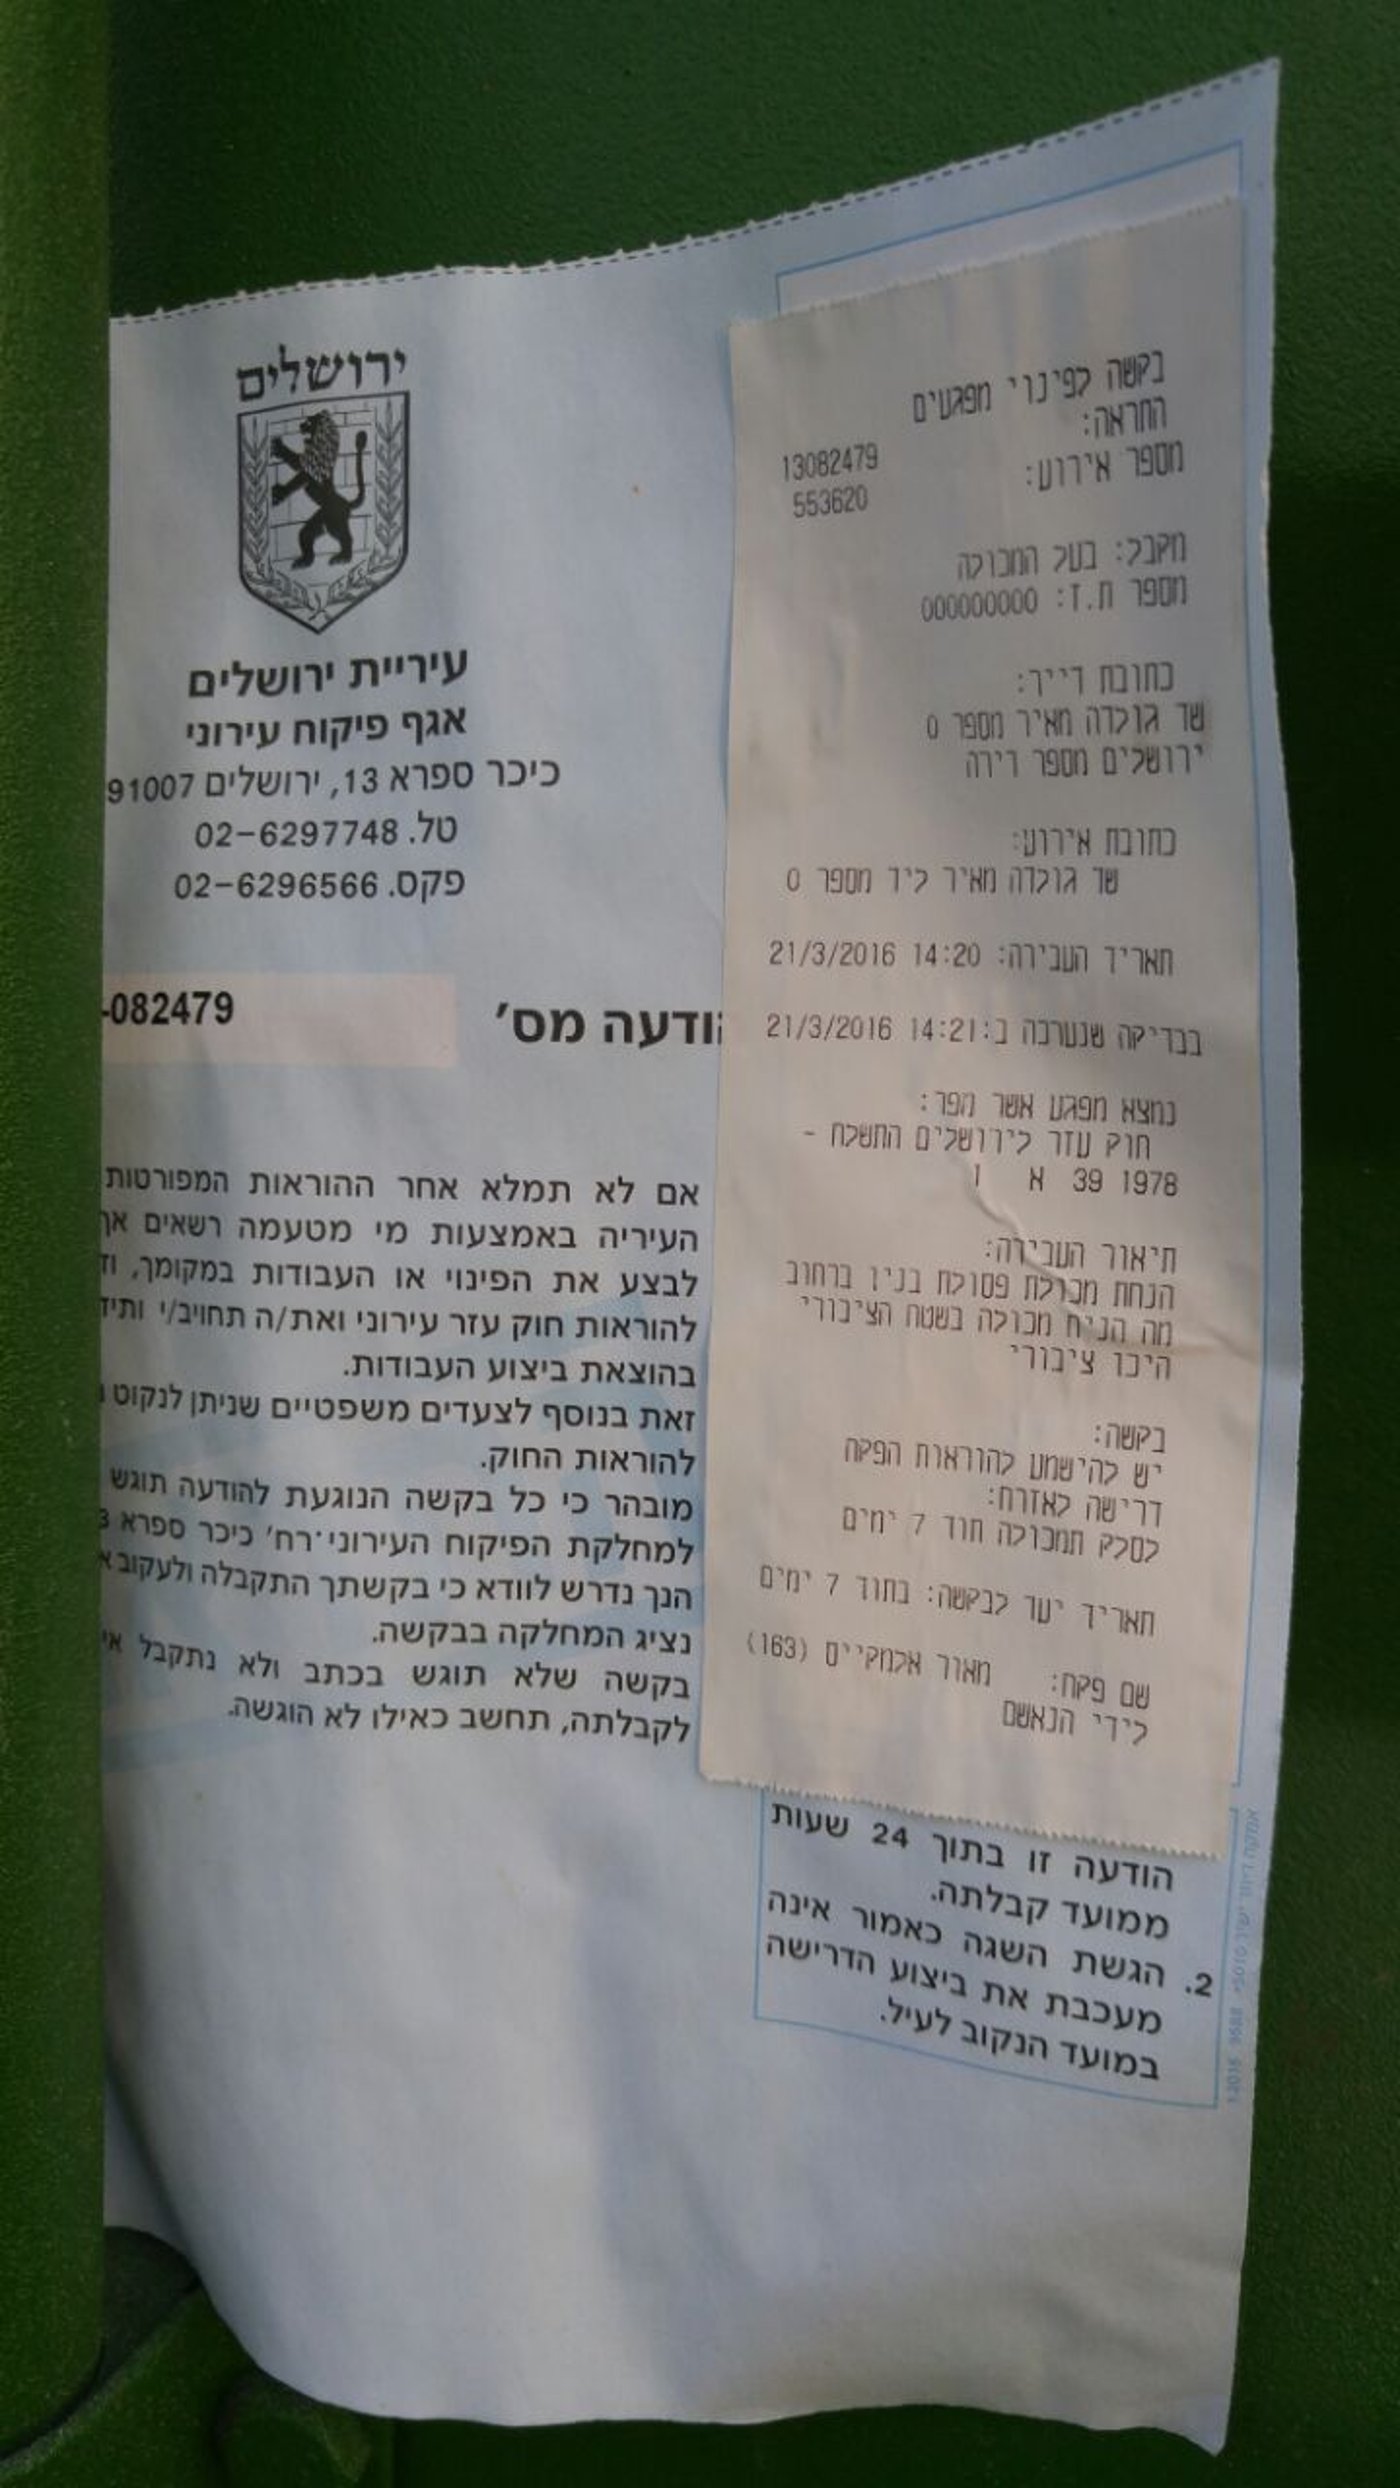 ירושלים
עיריית ירושלים
אגף פיקוח עירוני
כיכר ספרא 13, ירושלים 91007
טל. 02-6297748
פקס. 02-6296566
ודעה מס' -082479
אם לא תמלא אחר ההוראות המפורטות
העיריה באמצעות מי מטעמה רשאים
לבצע את הפינוי או העבודות במקומך,
להוראות חוק עזר עירוני ואת/ה תחויב/י
בהוצאת ביצוע העבודות.
זאת בנוסף לצעדים משפטיים שניתן לנקוט
להוראות החוק.
מובהר כי כל בקשה הנוגעת להודעה תוגש
למחלקת הפיקוח העירוני רח' כיכר ספרא
הנך נדרש לוודא כי בקשתך התקבלה ולעקוב
נציג המחלקה בבקשה.
בקשה שלא תוגש בכתב ולא נתקבל
לקבלתה, תחשב כאילו לא הוגשה.
בקשה לפינוי מפגעים
התראה: 13082479
מספר אירוע: 553620
מקבל: בעל המכולה
מספר ת.ז: 000000000
כתובת דייר:
שד גולדה מאיר מספר 0
ירושלים מספר דירה
כתובת אירוע:
שד גולדה מאיר ליד מספר 0
תאריך העבירה: 14:20 21/3/2016
בבדיקה שנערכה ב: 14:21 21/3/2016
נמצא מפגע אשר מפר:
חוק עזר לירושלים התשלח -
1978 39 א 1
תיאור העבירה:
הנחת מכולת פסולת בנין ברחוב
מה הניח מכולה בשטח הציבורי
היכן ציבורי
בקשה:
יש להישמע להוראות הפקח
דרישה לאזרח:
לסלק תמכולה תוך 7 ימים
תאריך יעד לבקשה: בתוך 7 ימים
שם פקח: מאור אלמקיים (163)
לידי הנאשם
הודעה זו בתוך 24 שעות
ממועד קבלתה.
2. הגשת השגה כאמור אינה
מעכבת את ביצוע הדרישה
במועד הנקוב לעיל.